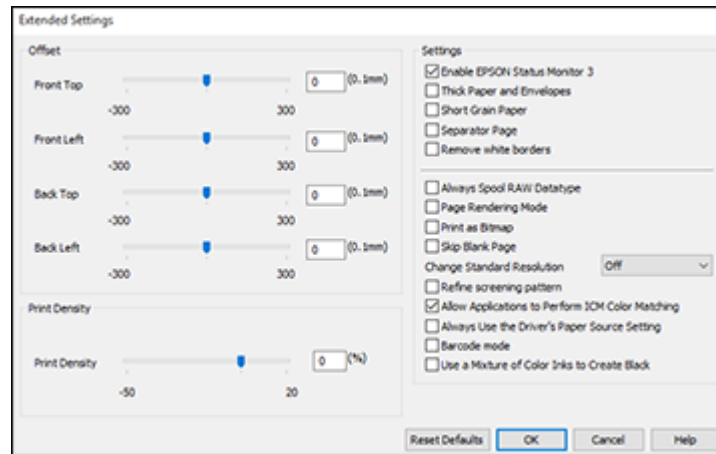 Extended Settings
Offset
Front Top
0 (0.1mm)
-300 300
Front Left
0 (0.1mm)
-300 300
Back Top
0 (0.1mm)
-300 300
Back Left
0 (0.1mm)
-300 300
Print Density
Print Density
0 (%)
-50 20
Settings
Enable EPSON Status Monitor 3
Thick Paper and Envelopes
Short Grain Paper
Separator Page
Remove white borders
Always Spool RAW Datatype
Page Rendering Mode
Print as Bitmap
Skip Blank Page
Change Standard Resolution Off
Refine screening pattern
Allow Applications to Perform ICM Color Matching
Always Use the Driver's Paper Source Setting
Barcode mode
Use a Mixture of Color Inks to Create Black
Reset Defaults OK Cancel Help